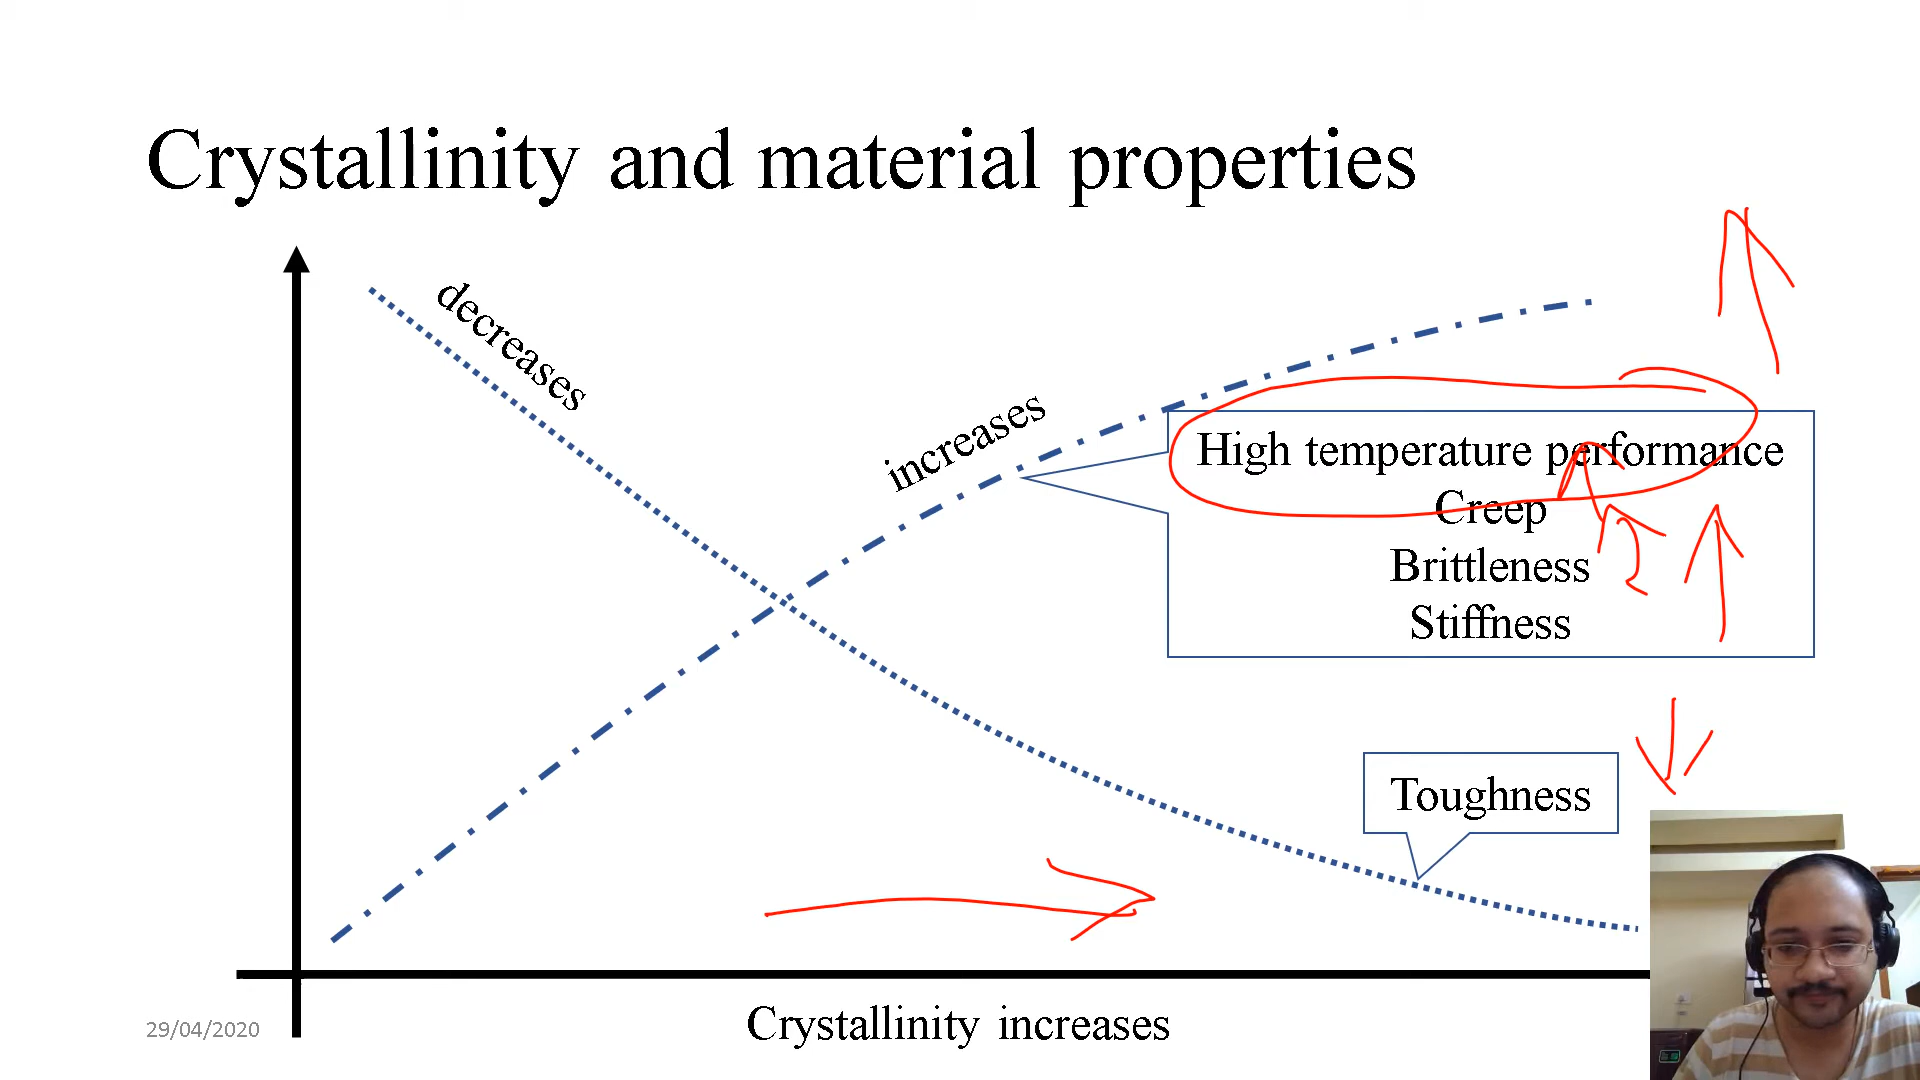 Crystallinity and material properties
decreases
increases
High temperature performance
Creep
Brittleness
Stiffness
Toughness
Crystallinity increases
29/04/2020